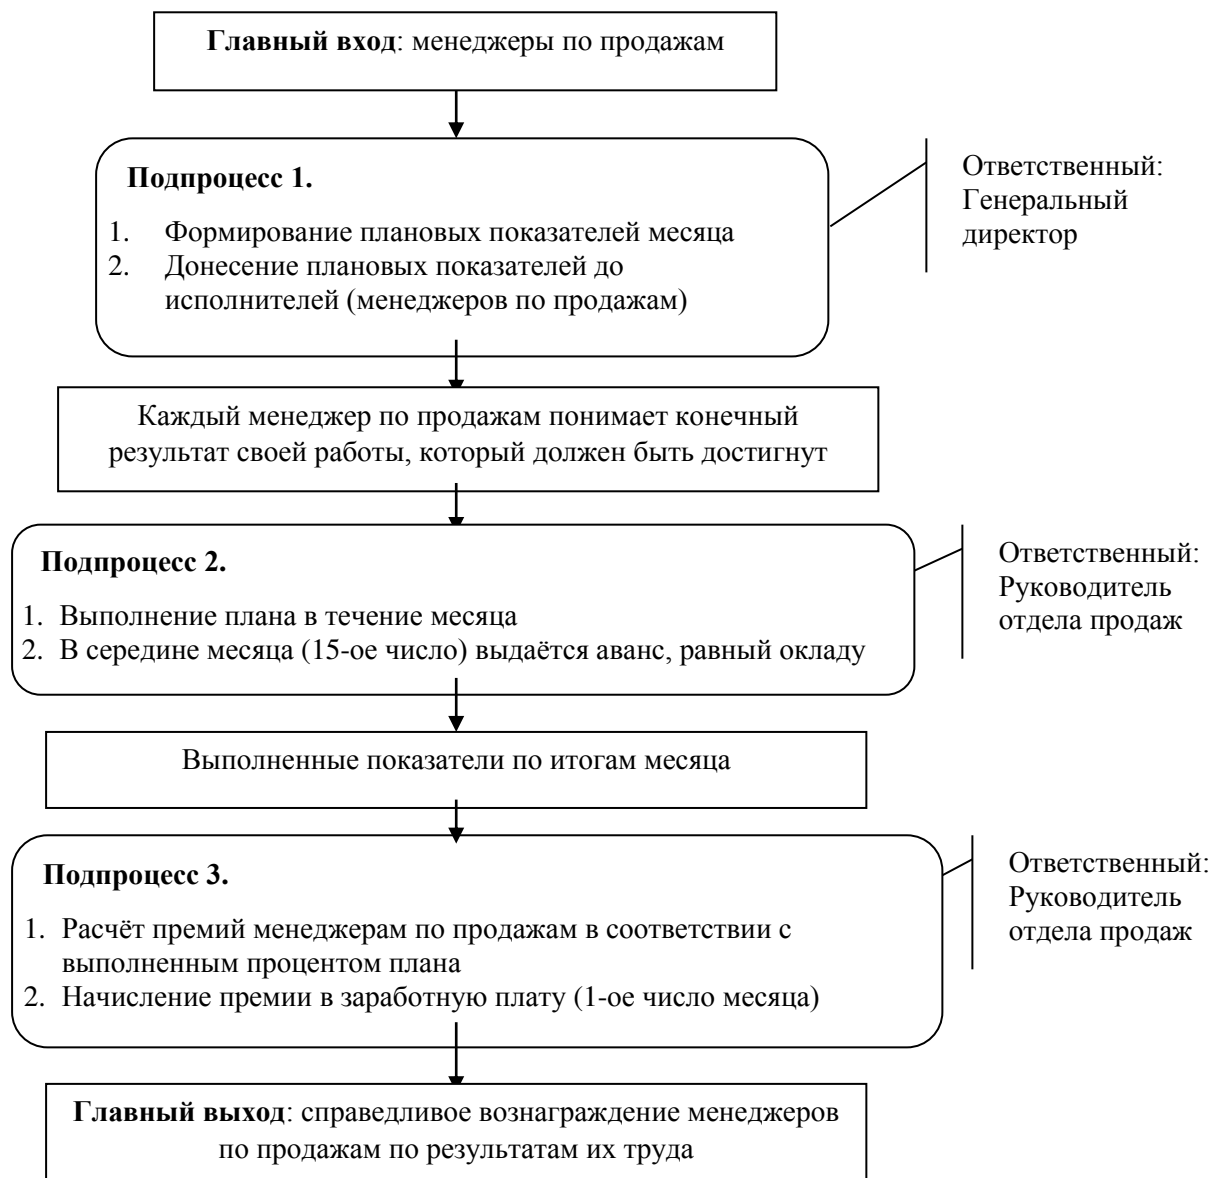 Главный вход: менеджеры по продажам
Подпроцесс 1.
1. Формирование плановых показателей месяца
2. Донесение плановых показателей до
исполнителей (менеджеров по продажам)
Ответственный:
Генеральный
директор
Каждый менеджер по продажам понимает конечный
результат своей работы, который должен быть достигнут
Подпроцесс 2.
1. Выполнение плана в течение месяца
2. В середине месяца (15-ое число) выдаётся аванс, равный окладу
Ответственный:
Руководитель
отдела продаж
Выполненные показатели по итогам месяца
Подпроцесс 3.
1. Расчёт премий менеджерам по продажам в соответствии с
выполненным процентом плана
2. Начисление премии в заработную плату (1-ое число месяца)
Ответственный:
Руководитель
отдела продаж
Главный выход: справедливое вознаграждение менеджеров
по продажам по результатам их труда